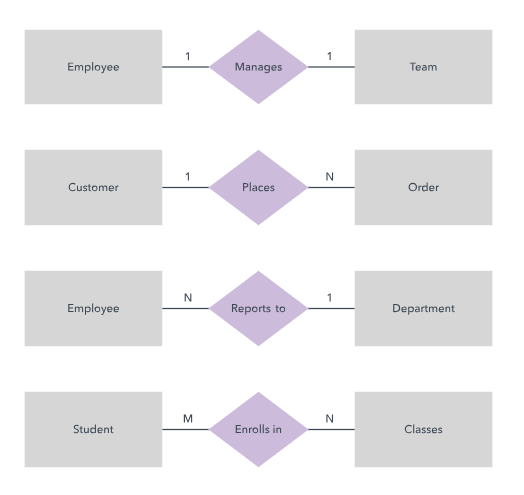 Employee 1 Manages 1 Team
Customer 1 Places N Order
Employee N Reports to 1 Department
Student M Enrolls in N Classes